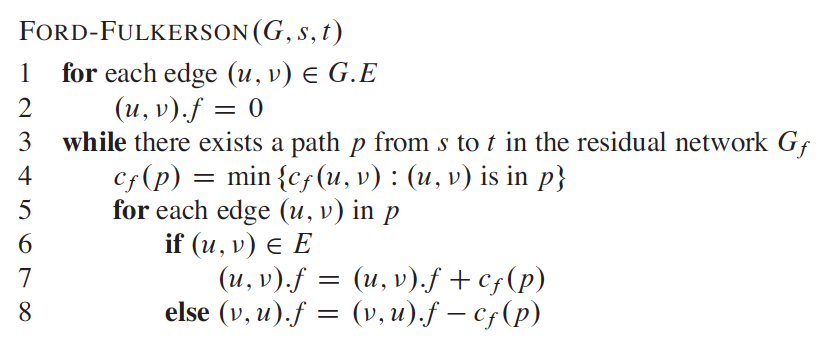 FORD-FULKERSON(G, s, t)
1 for each edge (u, v) ∈ G.E
2 (u, v).f = 0
3 while there exists a path p from s to t in the residual network G_f
4 c_f(p) = min {c_f(u, v) : (u, v) is in p}
5 for each edge (u, v) in p
6 if (u, v) ∈ E
7 (u, v).f = (u, v).f + c_f(p)
8 else (v, u).f = (v, u).f − c_f(p)